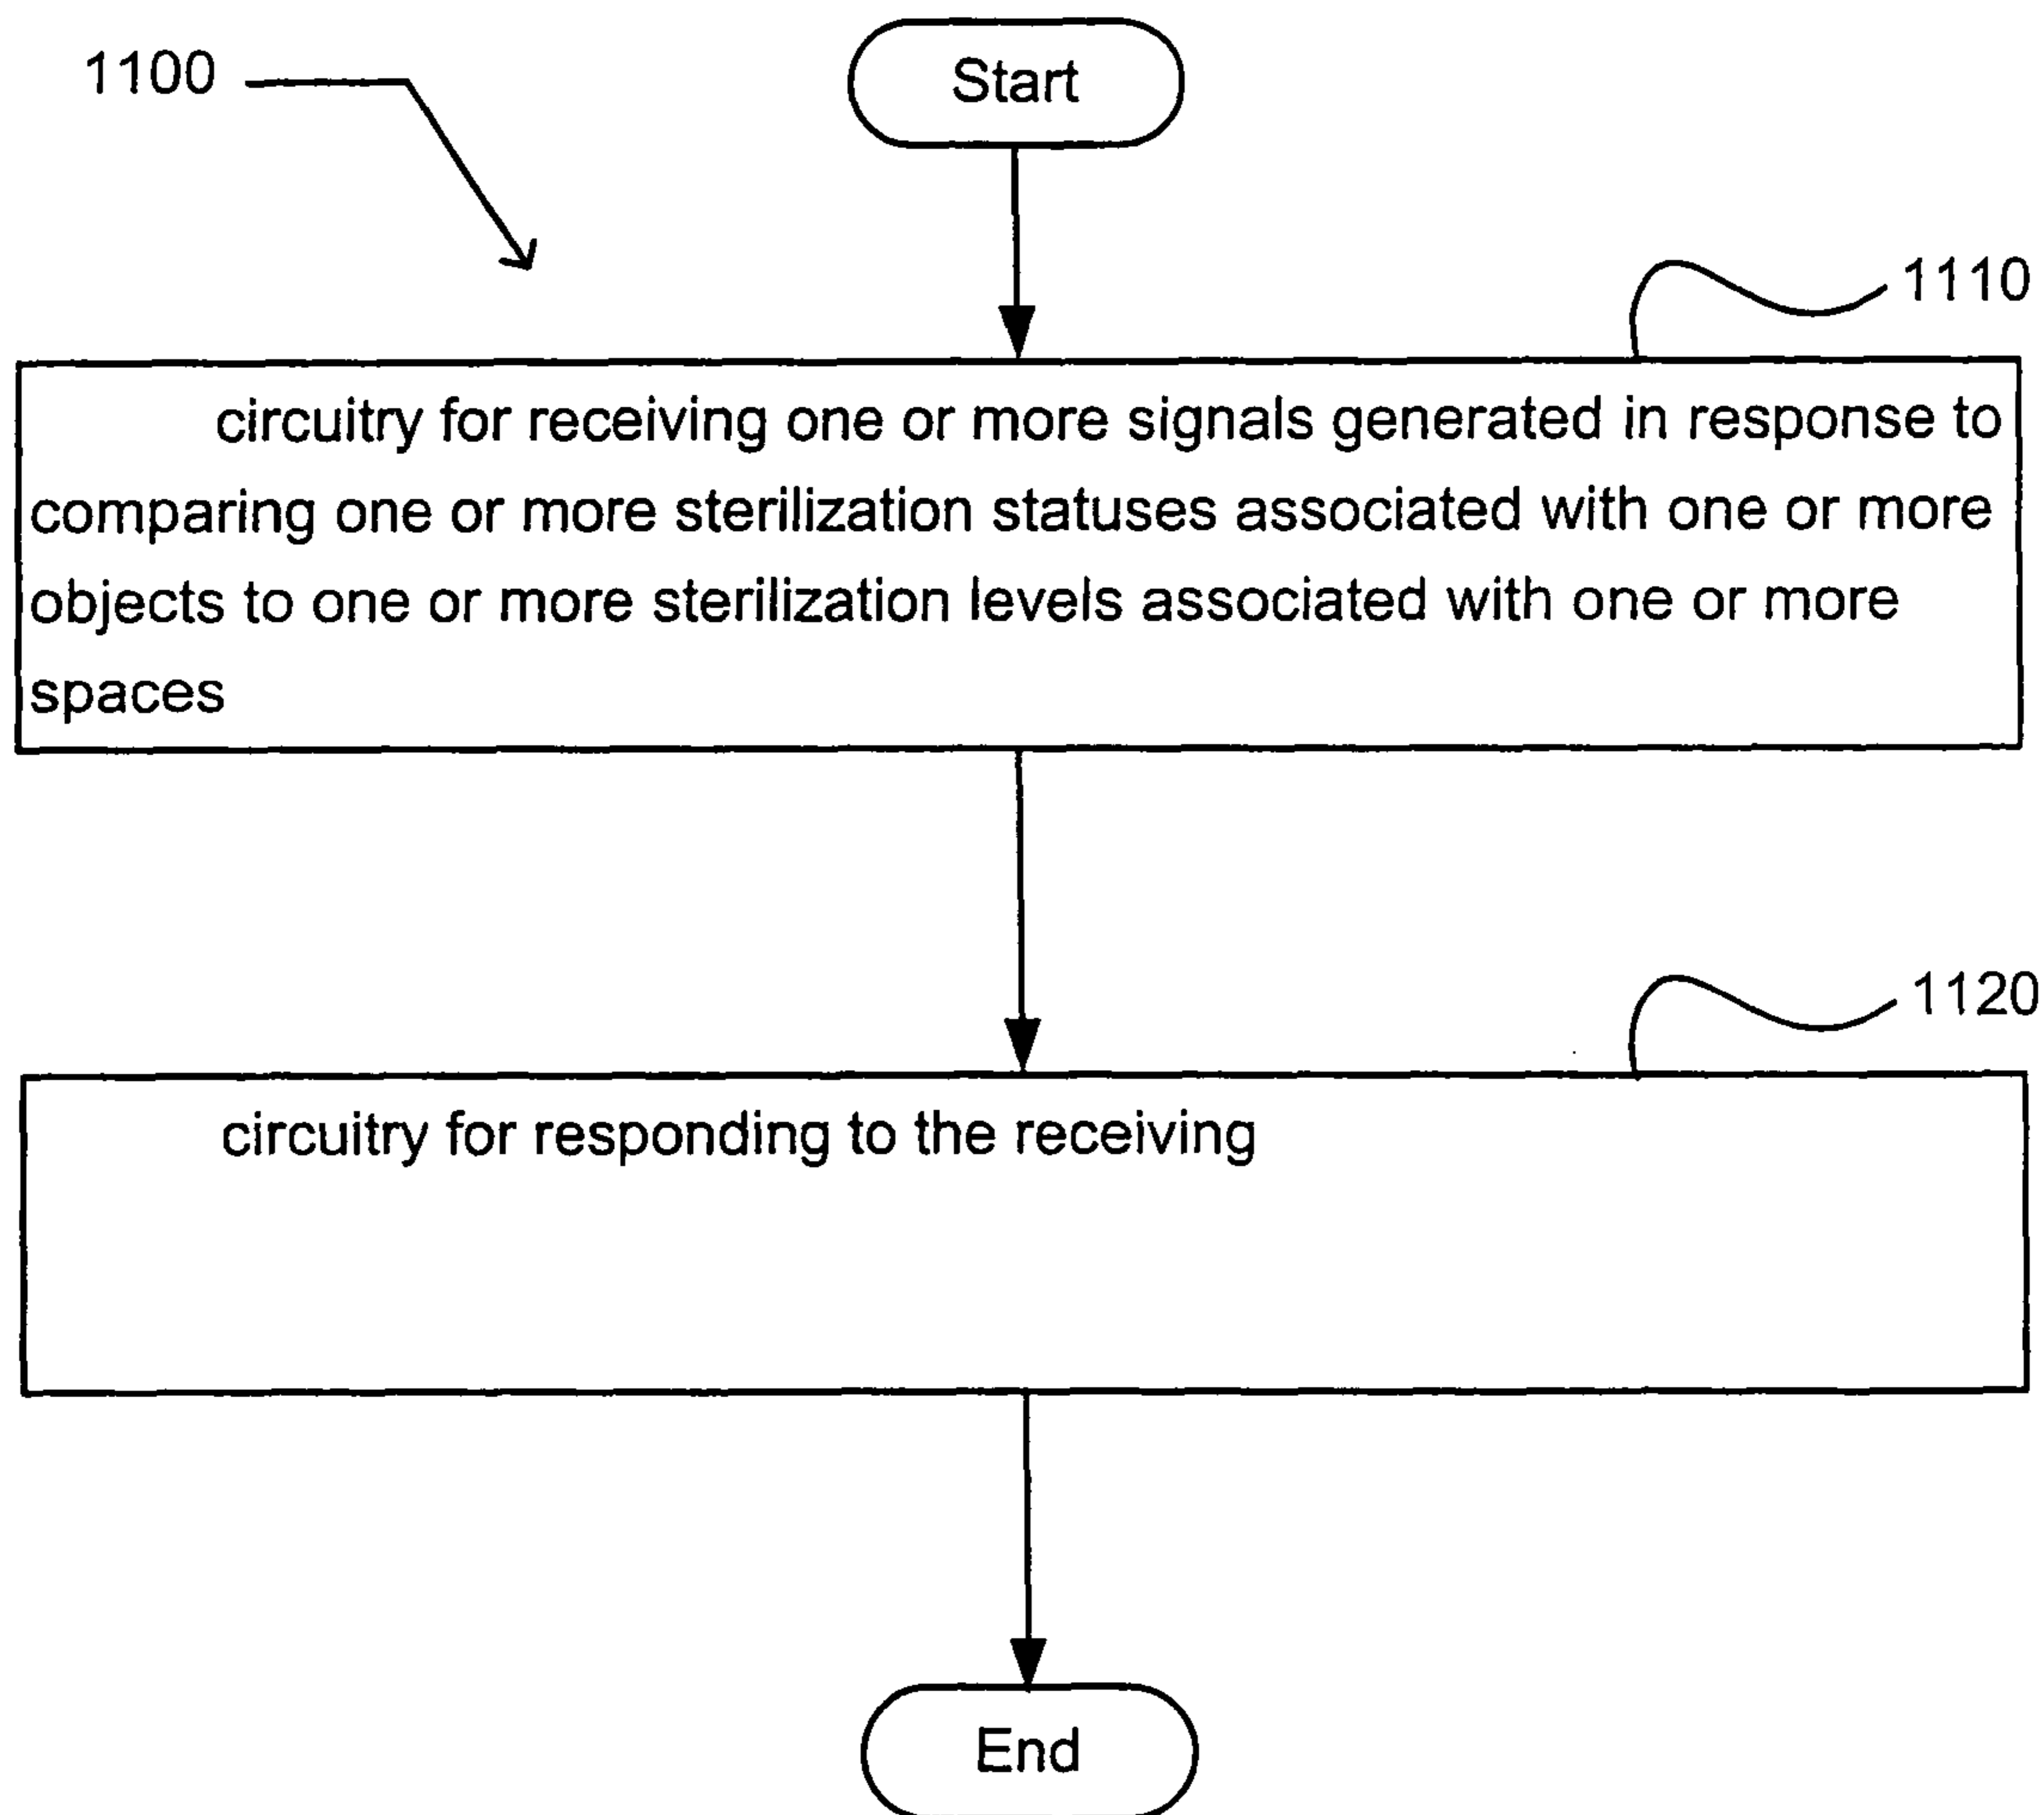 1100
Start
1110
circuitry for receiving one or more signals generated in response to
comparing one or more sterilization statuses associated with one or more
objects to one or more sterilization levels associated with one or more
spaces
1120
circuitry for responding to the receiving
End